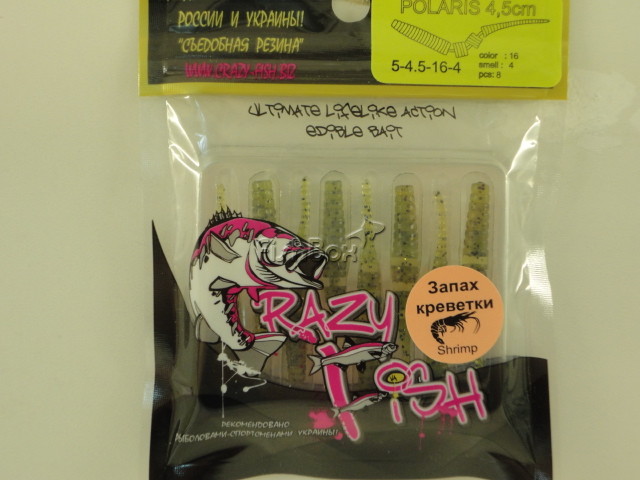 РОССИИ И УКРАИНЫ!
"СЪЕДОБНАЯ РЕЗИНА"
WWW.CRAZY-FISH.BIZ
POLARIS 4,5cm
5-4.5-16-4
color : 16
smell : 4
pcs: 8
ULTIMATE LIFELIKE ACTION
EDIBLE BAIT
CRAZY
FISH
Запах
креветки
Shrimp
РЕКОМЕНДОВАНО
РЫБОЛОВАМИ-СПОРТСМЕНАМИ УКРАИНЫ!